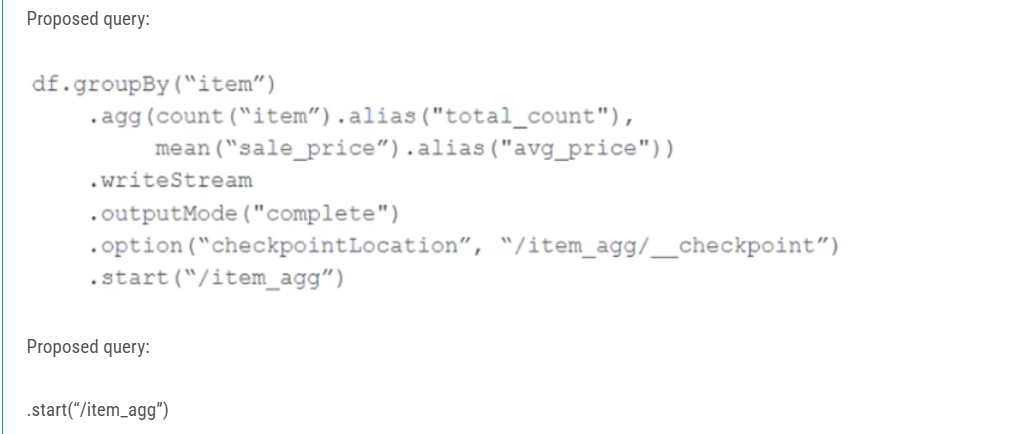 Proposed query:
df.groupBy(“item”)
.agg(count(“item”).alias("total_count"),
mean(“sale_price”).alias("avg_price"))
.writeStream
.outputMode("complete")
.option(“checkpointLocation”, “/item_agg/__checkpoint”)
.start(“/item_agg”)
Proposed query:
.start(“/item_agg”)